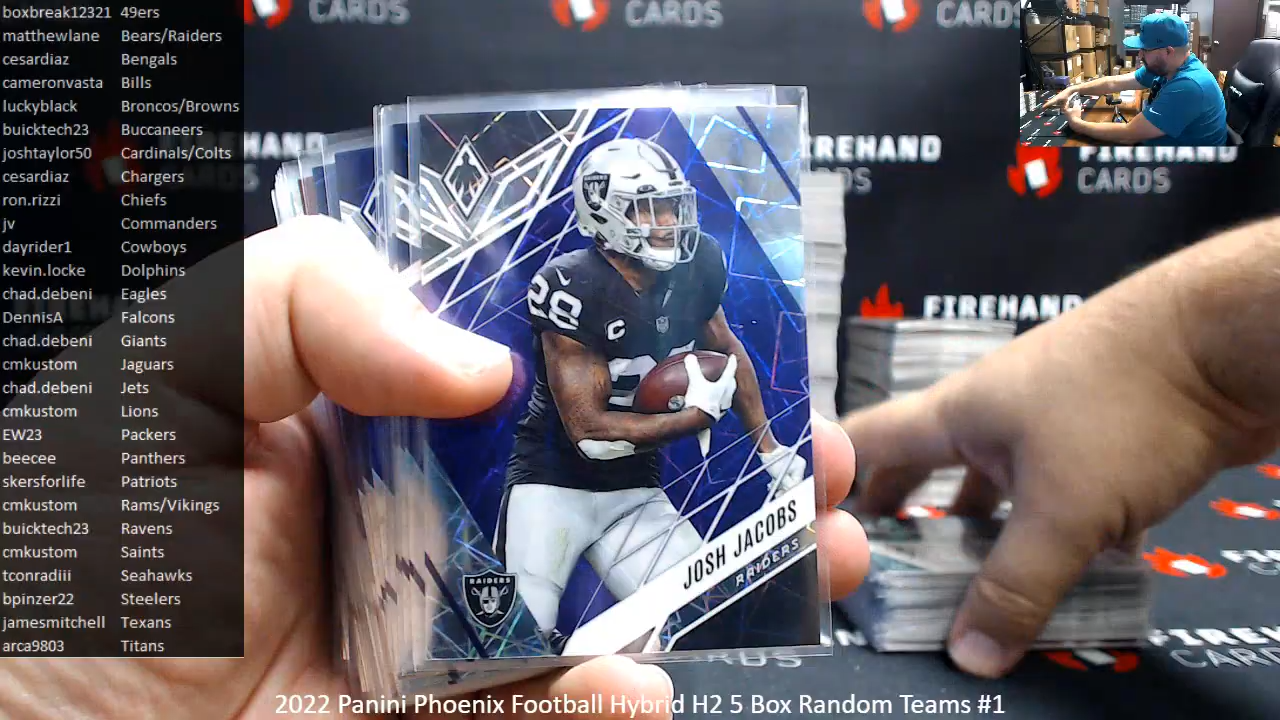 boxbreak12321 49ers
matthewlane Bears/Raiders
cesardiaz Bengals
cameronvasta Bills
luckyblack Broncos/Browns
buicktech23 Buccaneers
joshtaylor50 Cardinals/Colts
cesardiaz Chargers
ron.rizzi Chiefs
jv Commanders
dayrider1 Cowboys
kevin.locke Dolphins
chad.debeni Eagles
DennisA Falcons
chad.debeni Giants
cmkustom Jaguars
chad.debeni Jets
cmkustom Lions
EW23 Packers
beecee Panthers
skersforlife Patriots
cmkustom Rams/Vikings
buicktech23 Ravens
cmkustom Saints
tconradiii Seahawks
bpinzer22 Steelers
jamesmitchell Texans
arca9803 Titans
CARDS
CARDS
CARDS
FIREHAND
CARDS
FIREHAND
28
C
JOSH JACOBS
RAIDERS
RAIDERS
2022 Panini Phoenix Football Hybrid H2 5 Box Random Teams #1